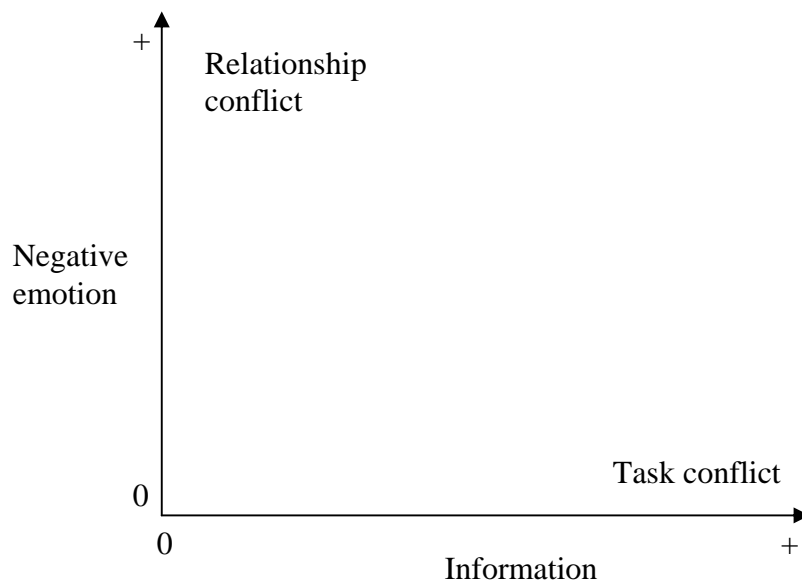 +
Relationship
conflict
Negative
emotion
Task conflict
0
0
+
Information